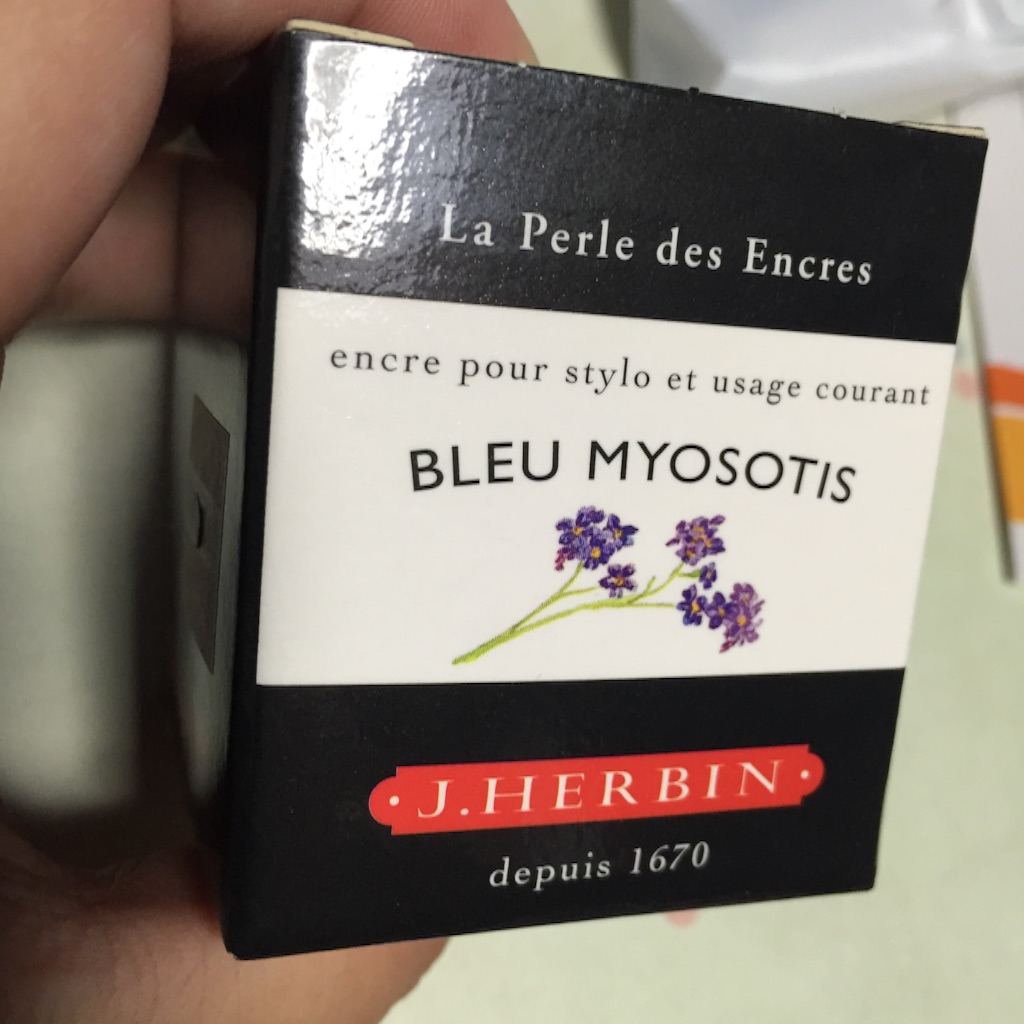 La Perle des Encres
encre pour stylo et usage courant
BLEU MYOSOTIS
J.HERBIN
depuis 1670